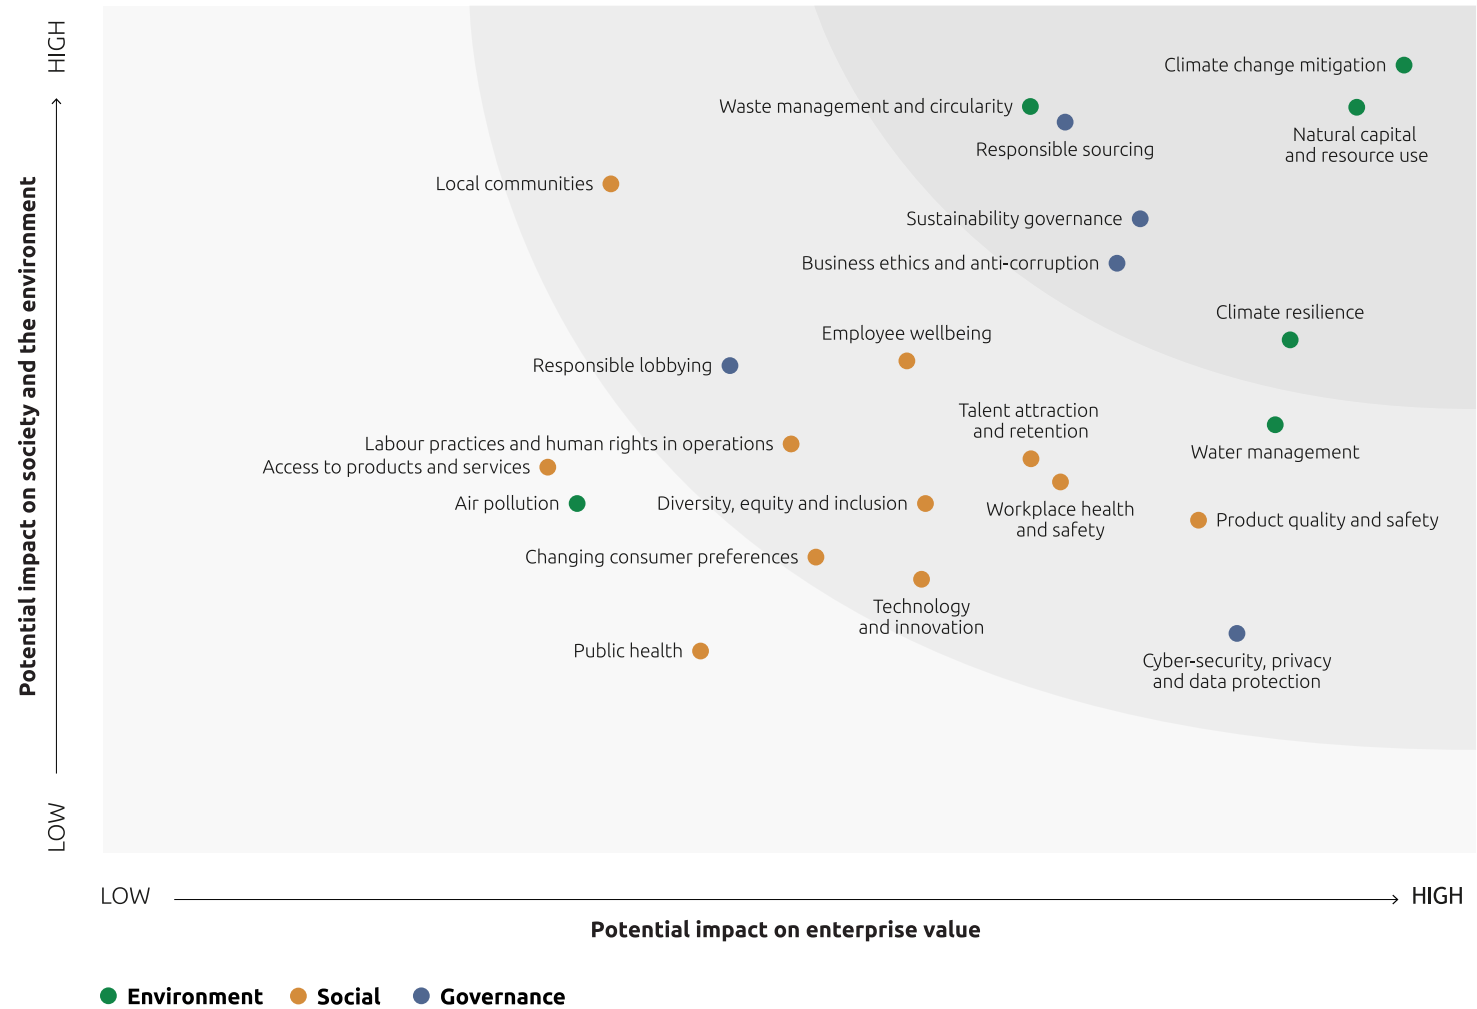 HIGH
Climate change mitigation
Waste management and circularity
Natural capital
and resource use
Responsible sourcing
Local communities
Sustainability governance
Business ethics and anti-corruption
Climate resilience
Employee wellbeing
Responsible lobbying
Talent attraction
and retention
Labour practices and human rights in operations
Water management
Access to products and services
Air pollution
Diversity, equity and inclusion
Workplace health
and safety
Product quality and safety
Changing consumer preferences
Technology
and innovation
Public health
Cyber-security, privacy
and data protection
Potential impact on society and the environment
LOW
LOW
HIGH
Potential impact on enterprise value
Environment
Social
Governance